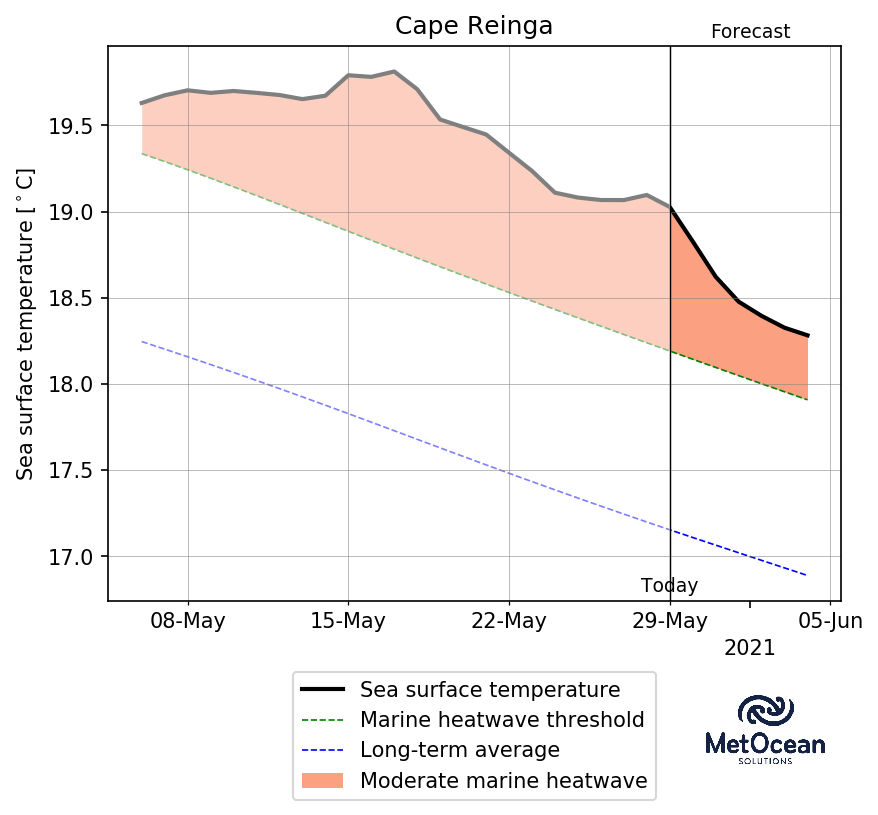 Cape Reinga
Forecast
Sea surface temperature [°C]
19.5
19.0
18.5
18.0
17.5
17.0
Today
08-May 15-May 22-May 29-May 05-Jun
2021
Sea surface temperature
Marine heatwave threshold
Long-term average
Moderate marine heatwave
MetOcean
SOLUTIONS